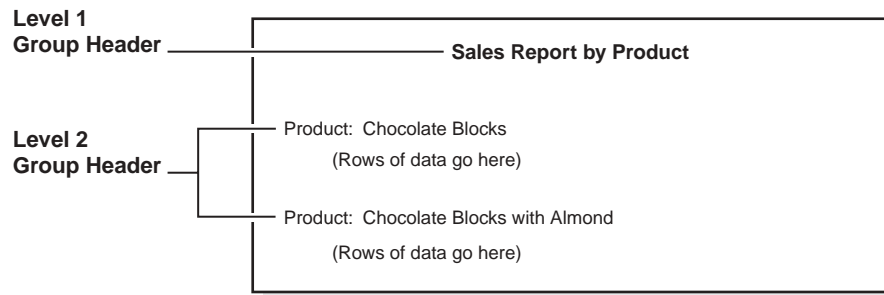 Level 1
Group Header
Sales Report by Product
Level 2
Group Header
Product: Chocolate Blocks
(Rows of data go here)
Product: Chocolate Blocks with Almond
(Rows of data go here)